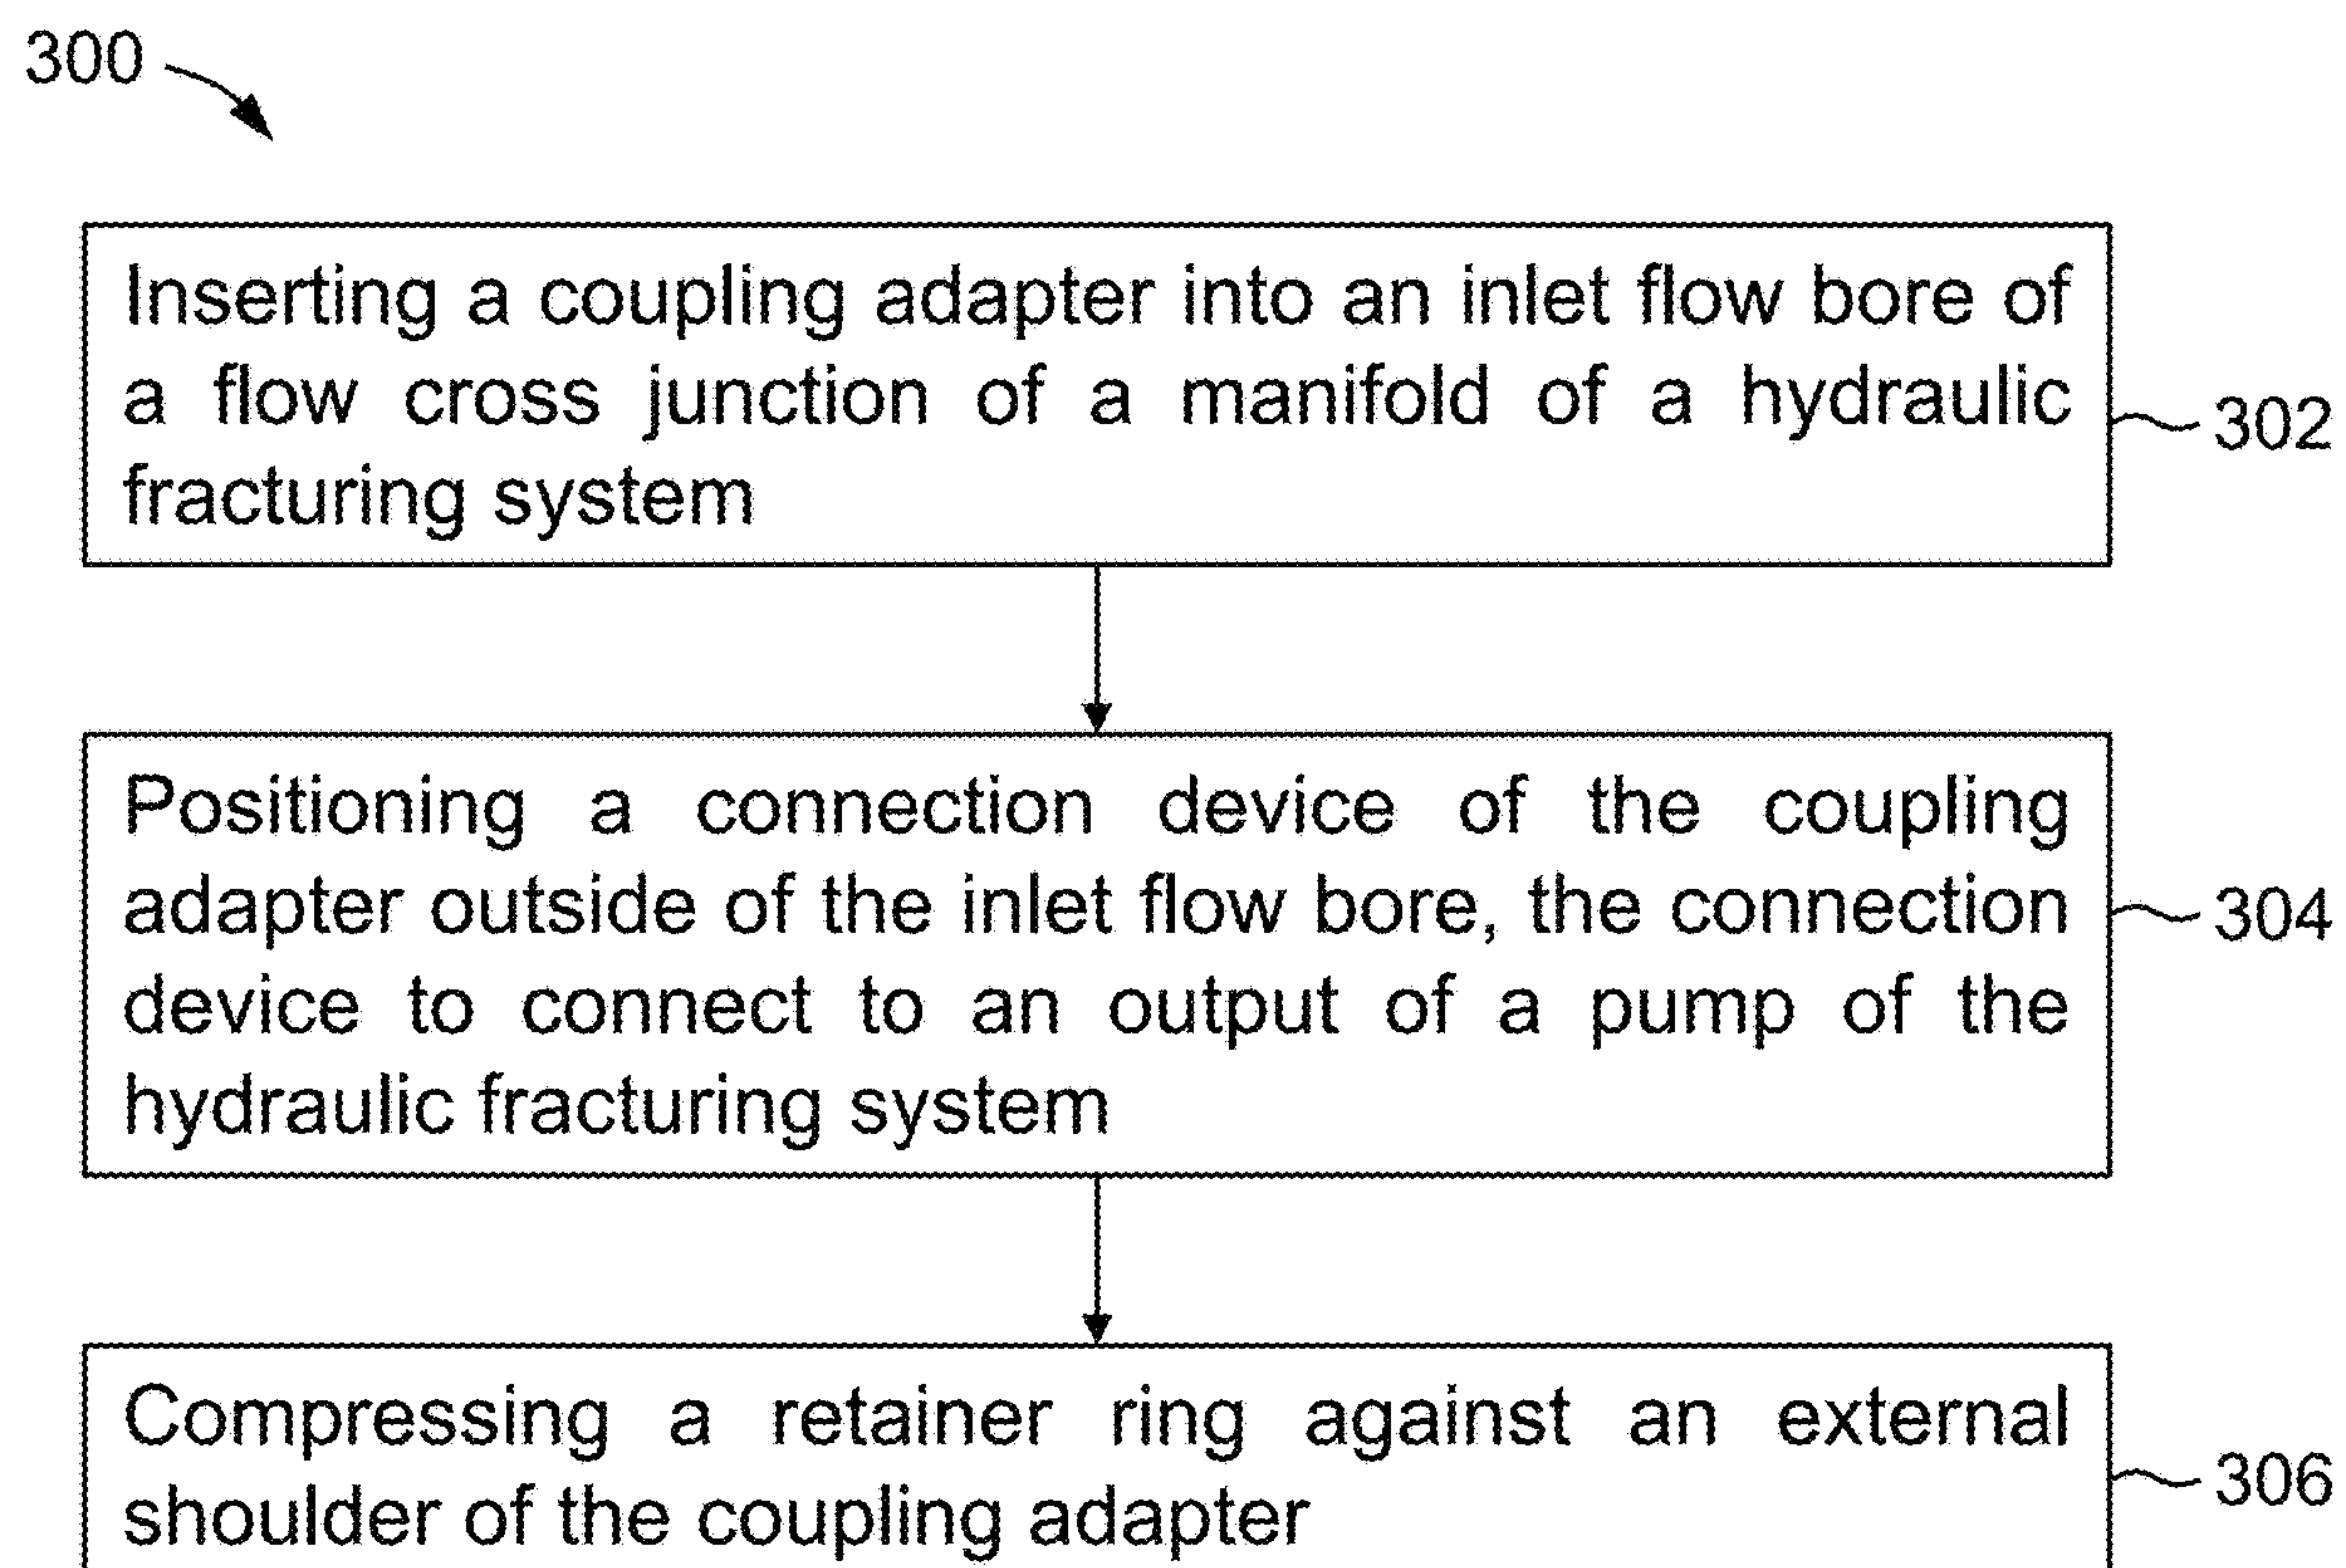 300
Inserting a coupling adapter into an inlet flow bore of
a flow cross junction of a manifold of a hydraulic
fracturing system
302
Positioning a connection device of the coupling
adapter outside of the inlet flow bore, the connection
device to connect to an output of a pump of the
hydraulic fracturing system
304
Compressing a retainer ring against an external
shoulder of the coupling adapter
306